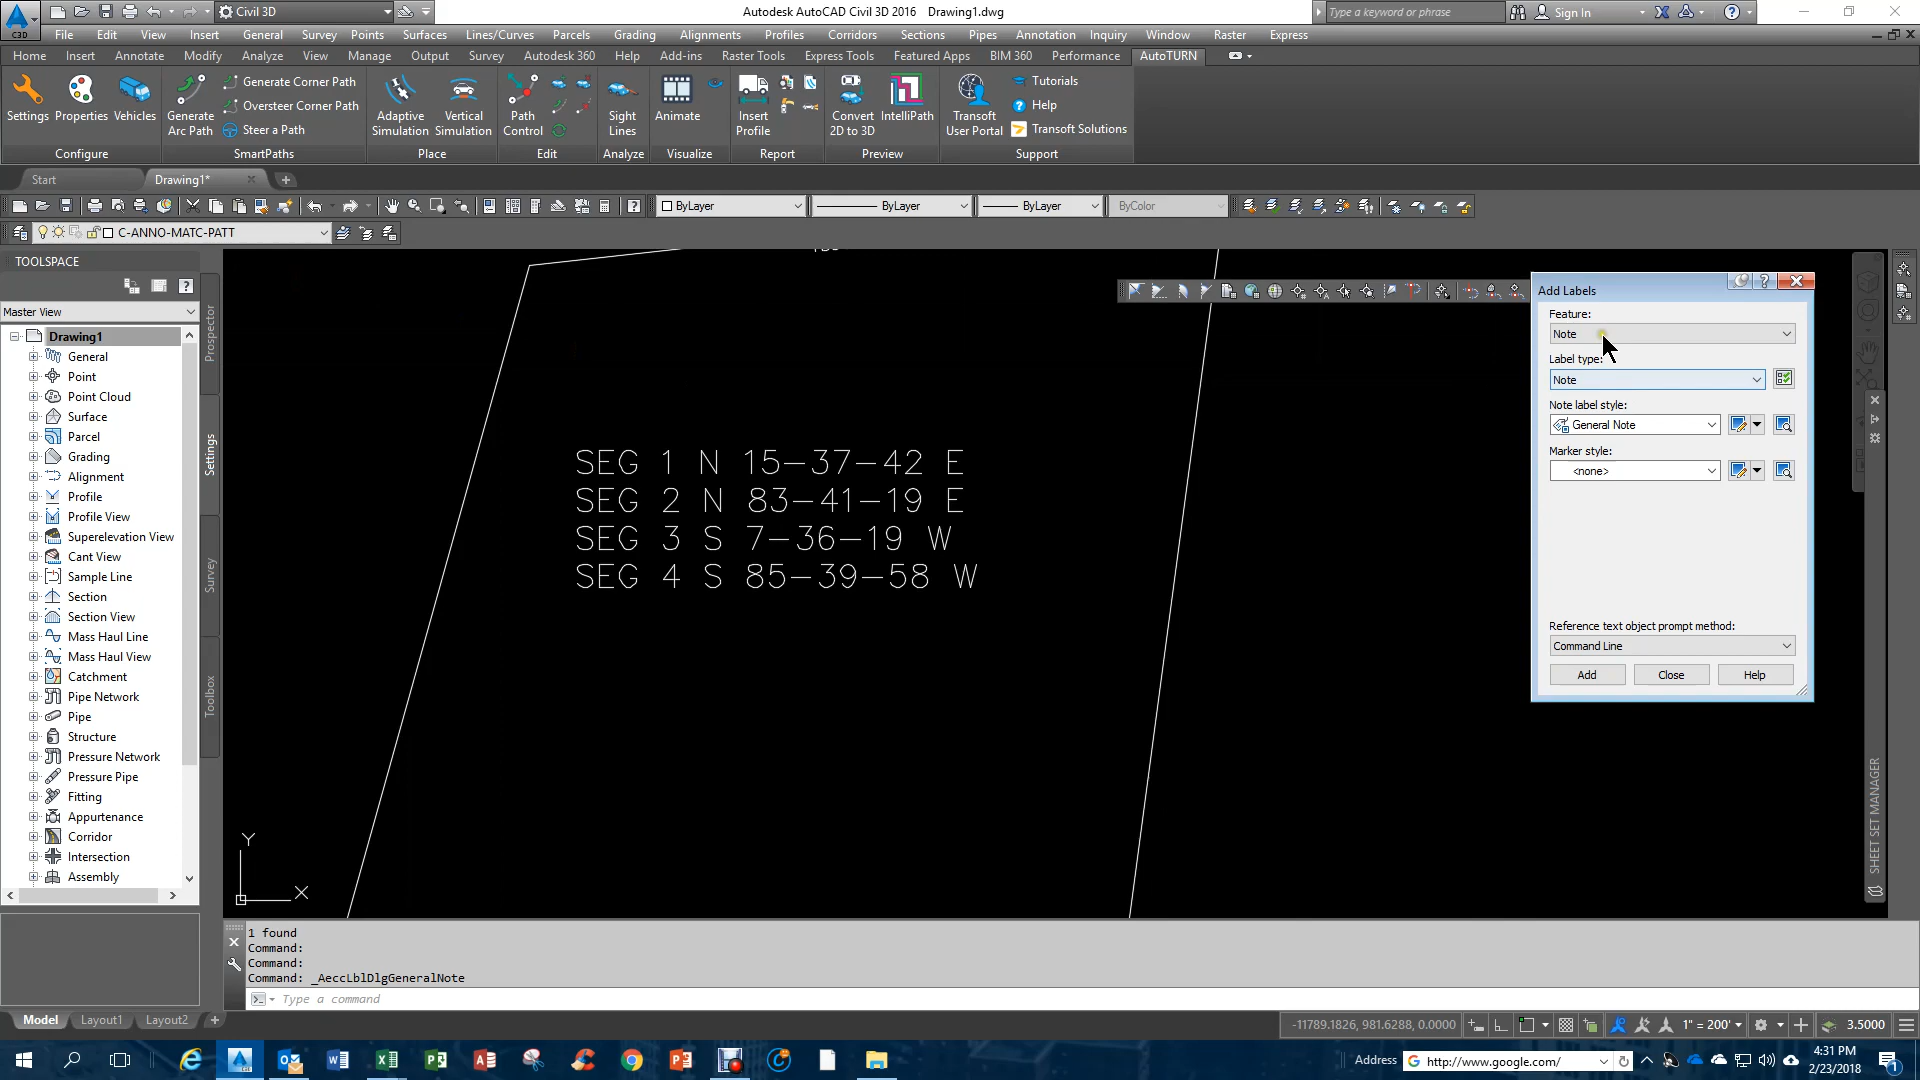 Civil 3D
Autodesk AutoCAD Civil 3D 2016 Drawing1.dwg
Type a keyword or phrase
Sign In
File Edit View Insert General Survey Points Surfaces Lines/Curves Parcels Grading Alignments Profiles Corridors Sections Pipes Annotation Inquiry Window Raster Express
Home Insert Annotate Modify Analyze View Manage Output Survey Autodesk 360 Help Add-ins Raster Tools Express Tools Featured Apps BIM 360 Performance AutoTURN
Settings Properties Vehicles
Configure
Generate Arc Path
Generate Corner Path
Oversteer Corner Path
Steer a Path
SmartPaths
Adaptive Simulation
Vertical Simulation
Place
Path Control
Edit
Sight Lines
Analyze
Animate
Visualize
Insert Profile
Report
Convert 2D to 3D
IntelliPath
Preview
Transoft User Portal
Tutorials
Help
Transoft Solutions
Support
Start Drawing1*
ByLayer ByLayer ByLayer ByColor
C-ANNO-MATC-PATT
TOOLSPACE
Master View
Drawing1
General
Point
Point Cloud
Surface
Parcel
Grading
Alignment
Profile
Profile View
Superelevation View
Cant View
Sample Line
Section
Section View
Mass Haul Line
Mass Haul View
Catchment
Pipe Network
Pipe
Structure
Pressure Network
Pressure Pipe
Fitting
Appurtenance
Corridor
Intersection
Assembly
Prospector
Settings
Survey
Toolbox
SEG 1 N 15-37-42 E
SEG 2 N 83-41-19 E
SEG 3 S 7-36-19 W
SEG 4 S 85-39-58 W
Y
X
Add Labels
Feature:
Note
Label type:
Note
Note label style:
General Note
Marker style:
<none>
Reference text object prompt method:
Command Line
Add Close Help
SHEET SET MANAGER
1 found
Command:
Command:
Command: _AeccLblDlgGeneralNote
Type a command
Model Layout1 Layout2
-11789.1826, 981.6288, 0.0000
1" = 200'
3.5000
Address http://www.google.com/
4:31 PM
2/23/2018